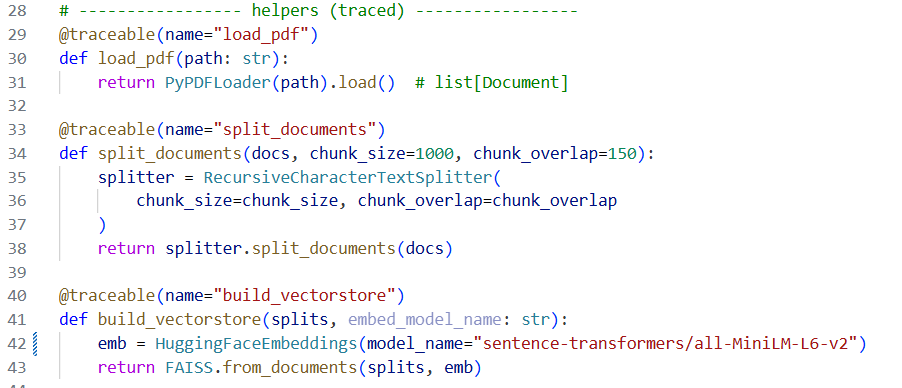 28 # ----------------- helpers (traced) -----------------
29 @traceable(name="load_pdf")
30 def load_pdf(path: str):
31     return PyPDFLoader(path).load()  # list[Document]
32
33 @traceable(name="split_documents")
34 def split_documents(docs, chunk_size=1000, chunk_overlap=150):
35     splitter = RecursiveCharacterTextSplitter(
36         chunk_size=chunk_size, chunk_overlap=chunk_overlap
37     )
38     return splitter.split_documents(docs)
39
40 @traceable(name="build_vectorstore")
41 def build_vectorstore(splits, embed_model_name: str):
42     emb = HuggingFaceEmbeddings(model_name="sentence-transformers/all-MiniLM-L6-v2")
43     return FAISS.from_documents(splits, emb)